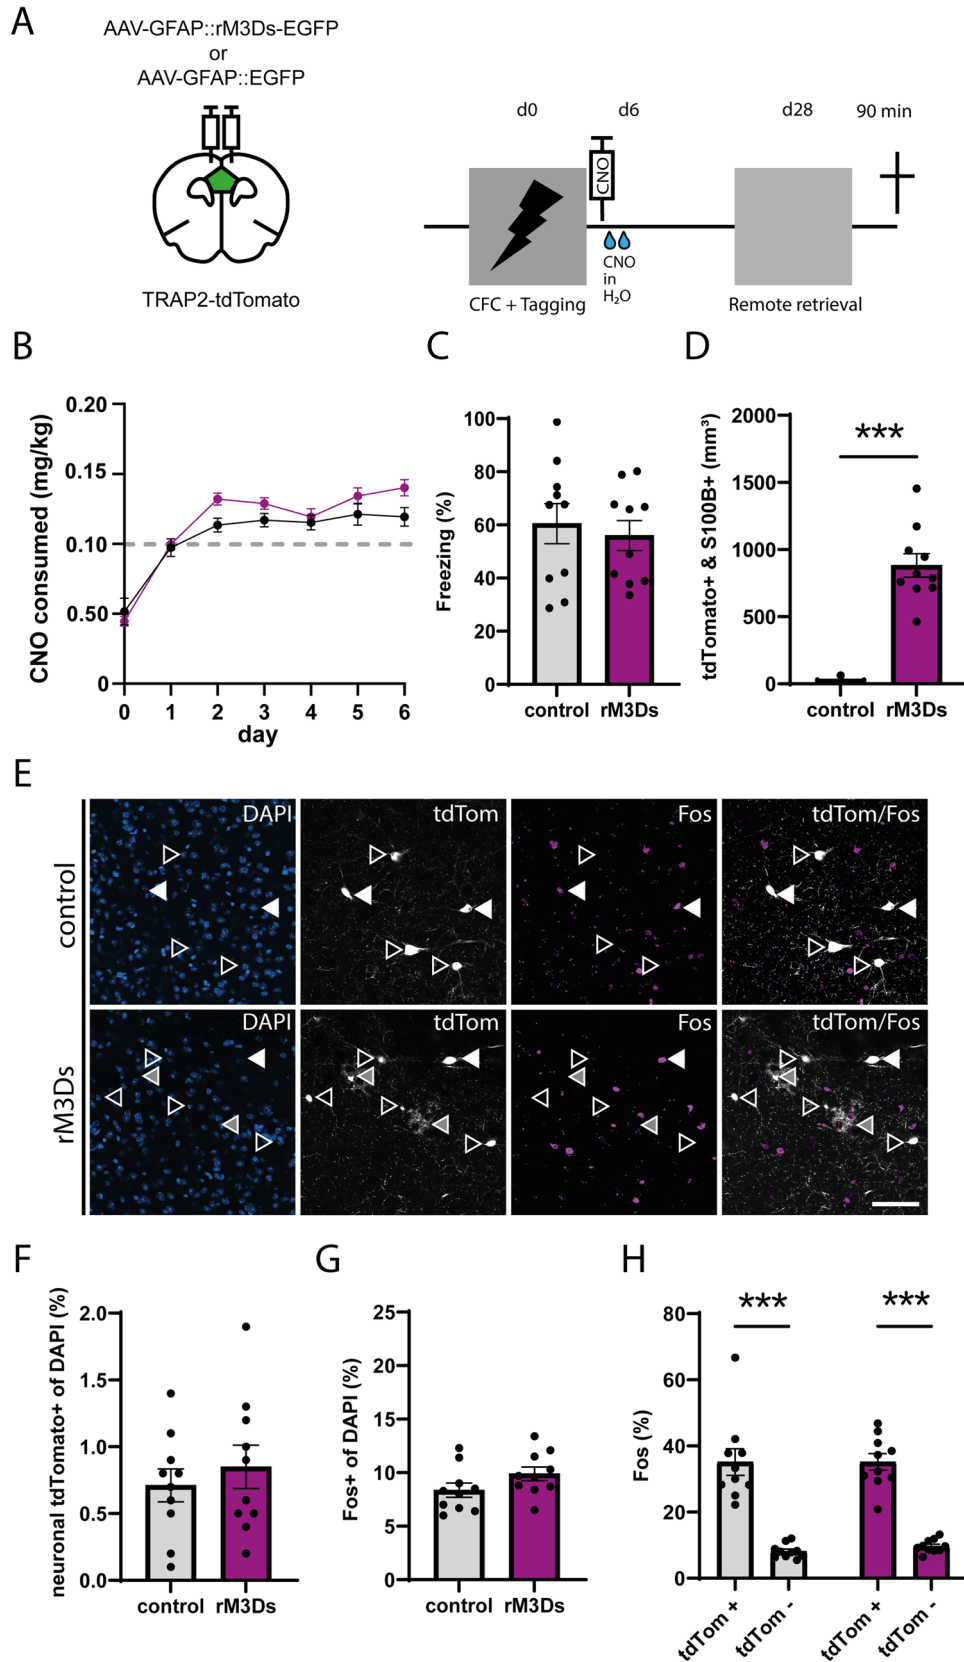 A
AAV-GFAP::rM3Ds-EGFP
or
AAV-GFAP::EGFP
TRAP2-tdTomato
d0
d6
d28
90 min
CNO
CNO
in
H₂O
CFC + Tagging
Remote retrieval
B
CNO consumed (mg/kg)
0.20
0.15
0.10
0.50
0
0 1 2 3 4 5 6
day
C
Freezing (%)
100
80
60
40
20
0
control rM3Ds
D
tdTomato+ & S100B+ (mm³)
2000
1500
1000
500
0
***
control rM3Ds
E
control
DAPI
tdTom
Fos
tdTom/Fos
rM3Ds
DAPI
tdTom
Fos
tdTom/Fos
F
neuronal tdTomato+ of DAPI (%)
2.0
1.5
1.0
0.5
0.0
control rM3Ds
G
Fos+ of DAPI (%)
25
20
15
10
5
0
control rM3Ds
H
Fos (%)
80
60
40
20
0
***
***
tdTom +
tdTom -
tdTom +
tdTom -